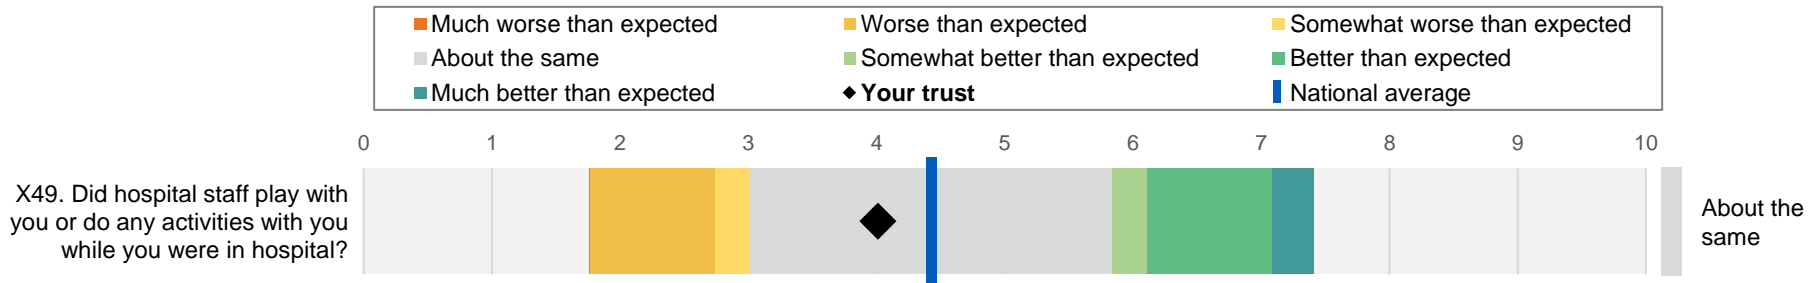 Much worse than expected
Worse than expected
Somewhat worse than expected
About the same
Somewhat better than expected
Better than expected
Much better than expected
Your trust
National average
0 1 2 3 4 5 6 7 8 9 10
X49. Did hospital staff play with
you or do any activities with you
while you were in hospital?
About the
same